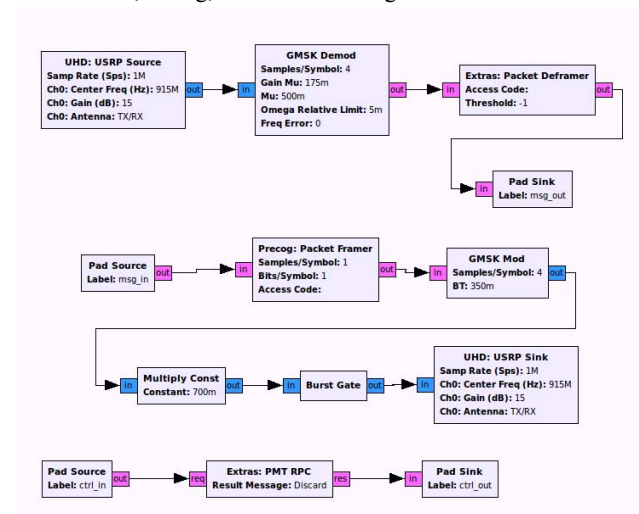 UHD: USRP Source
Samp Rate (Sps): 1M
Ch0: Center Freq (Hz): 915M
Ch0: Gain (dB): 15
Ch0: Antenna: TX/RX
out
in
GMSK Demod
Samples/Symbol: 4
Gain Mu: 175m
Mu: 500m
Omega Relative Limit: 5m
Freq Error: 0
out
in
Extras: Packet Deframer
Access Code:
Threshold: -1
out
in
Pad Sink
Label: msg_out
Pad Source
Label: msg_in
out
in
Precog: Packet Framer
Samples/Symbol: 1
Bits/Symbol: 1
Access Code:
out
in
GMSK Mod
Samples/Symbol: 4
BT: 350m
out
in
Multiply Const
Constant: 700m
out
in
Burst Gate
out
in
UHD: USRP Sink
Samp Rate (Sps): 1M
Ch0: Center Freq (Hz): 915M
Ch0: Gain (dB): 15
Ch0: Antenna: TX/RX
Pad Source
Label: ctrl_in
out
req
Extras: PMT RPC
Result Message: Discard
res
in
Pad Sink
Label: ctrl_out